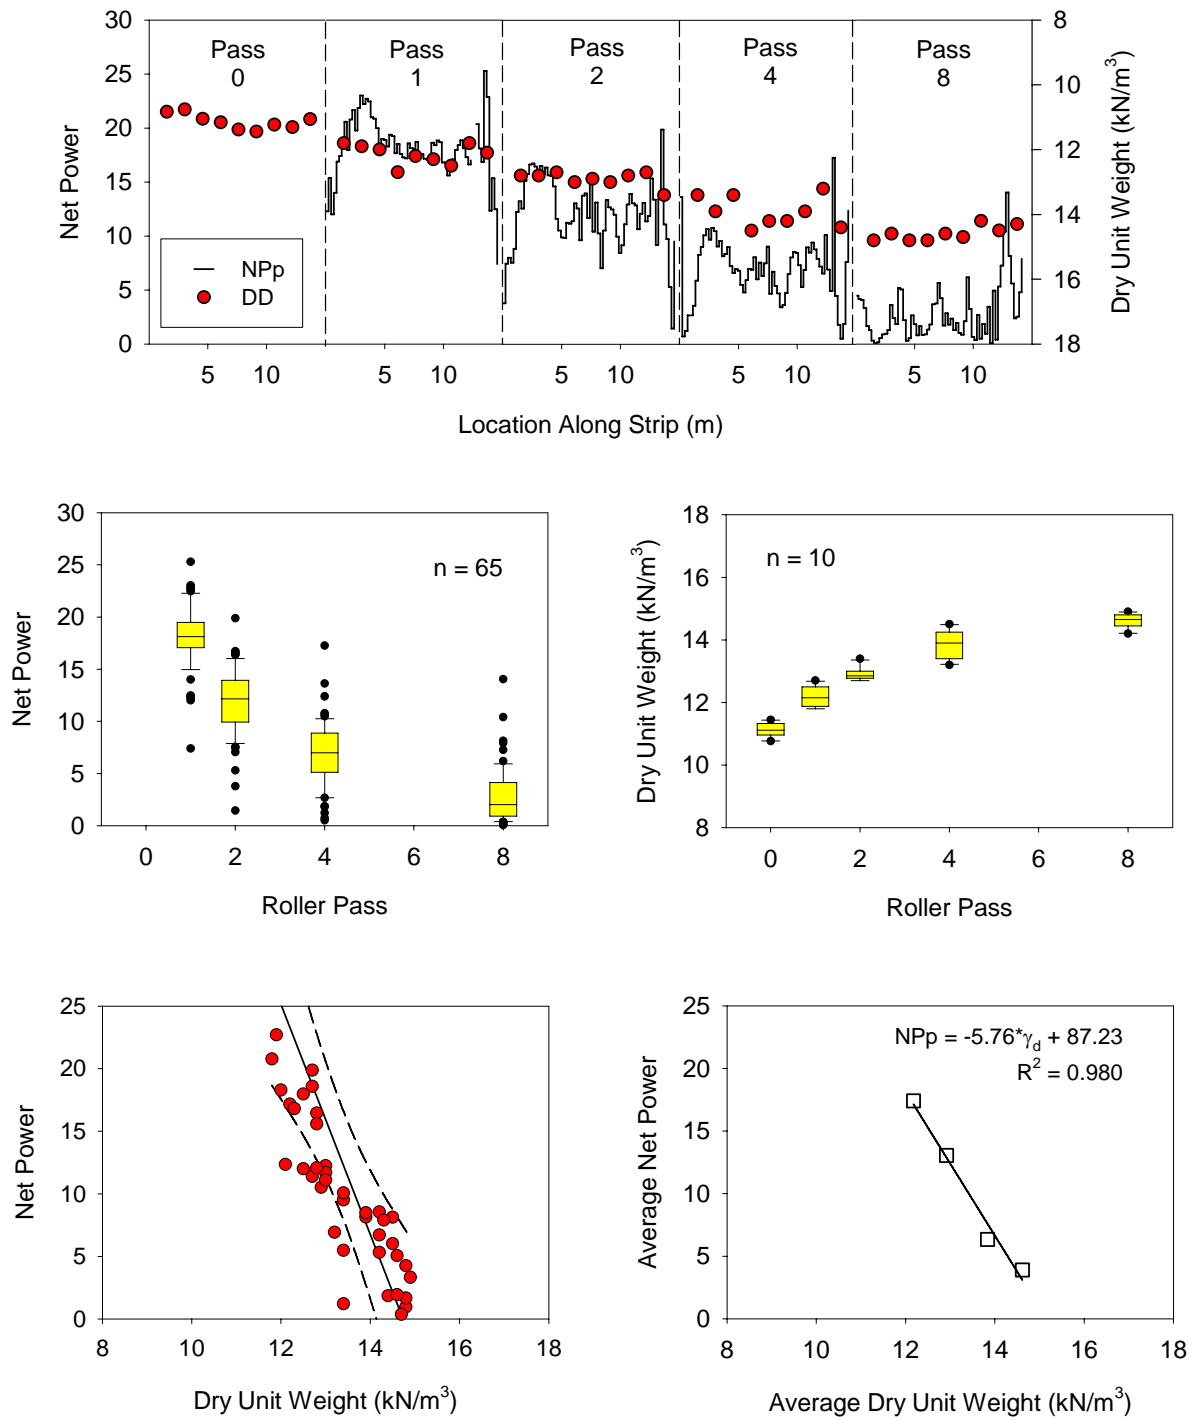 30 25 20 15 10 5 0
Net Power
Pass 0
Pass 1
Pass 2
Pass 4
Pass 8
NPp
DD
8 10 12 14 16 18
Dry Unit Weight (kN/m³)
5 10 5 10 5 10 5 10 5 10
Location Along Strip (m)
30 25 20 15 10 5 0
Net Power
n = 65
0 2 4 6 8
Roller Pass
18 16 14 12 10 8
Dry Unit Weight (kN/m³)
n = 10
0 2 4 6 8
Roller Pass
25 20 15 10 5 0
Net Power
8 10 12 14 16 18
Dry Unit Weight (kN/m³)
25 20 15 10 5 0
Average Net Power
NPp = -5.76*γd + 87.23
R² = 0.980
8 10 12 14 16 18
Average Dry Unit Weight (kN/m³)